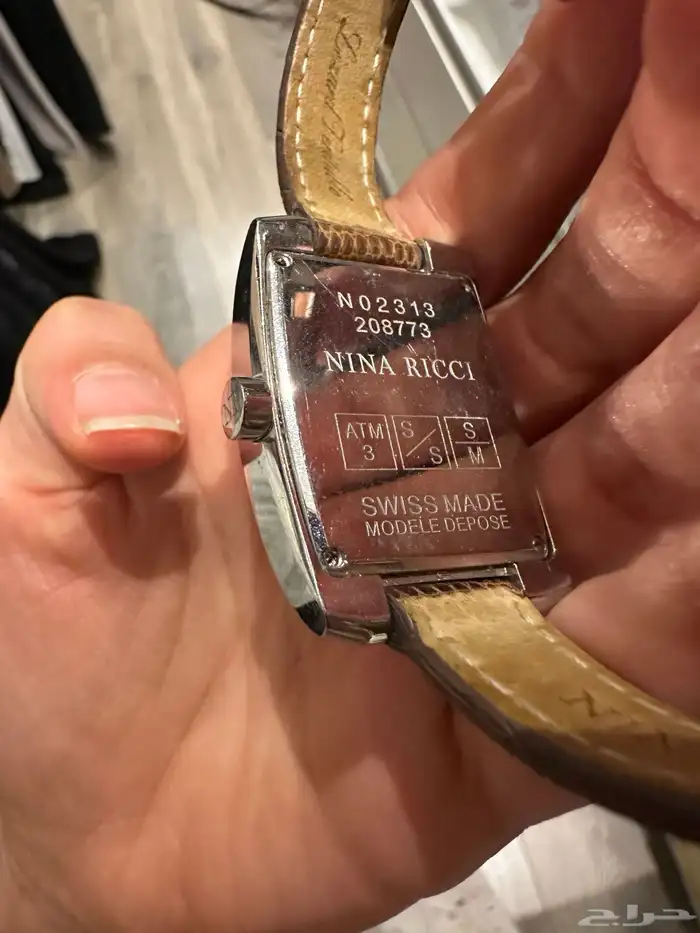 N02313
208773
NINA RICCI
ATM
3
S
S
S
M
SWISS MADE
MODELE DEPOSE
حراج